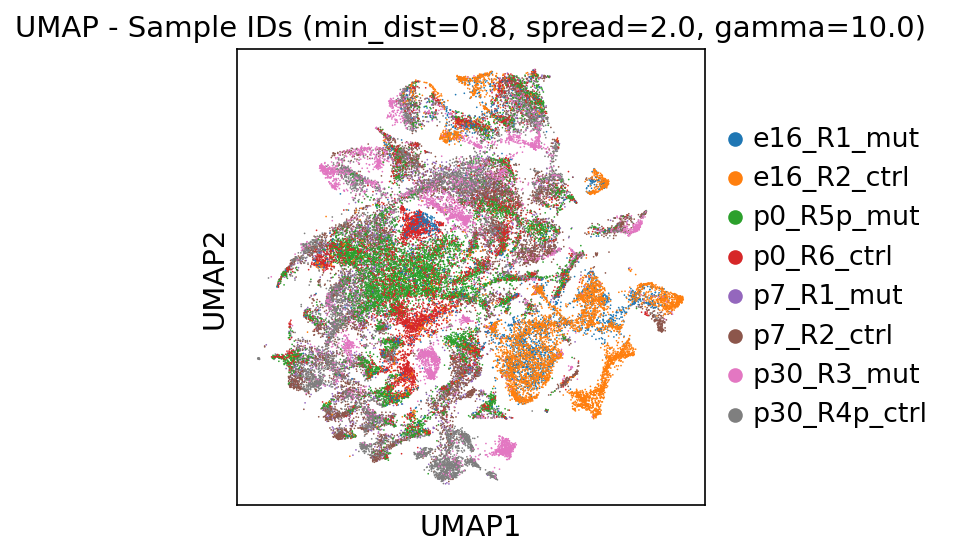 UMAP - Sample IDs (min_dist=0.8, spread=2.0, gamma=10.0)
UMAP2
UMAP1
e16_R1_mut
e16_R2_ctrl
p0_R5p_mut
p0_R6_ctrl
p7_R1_mut
p7_R2_ctrl
p30_R3_mut
p30_R4p_ctrl